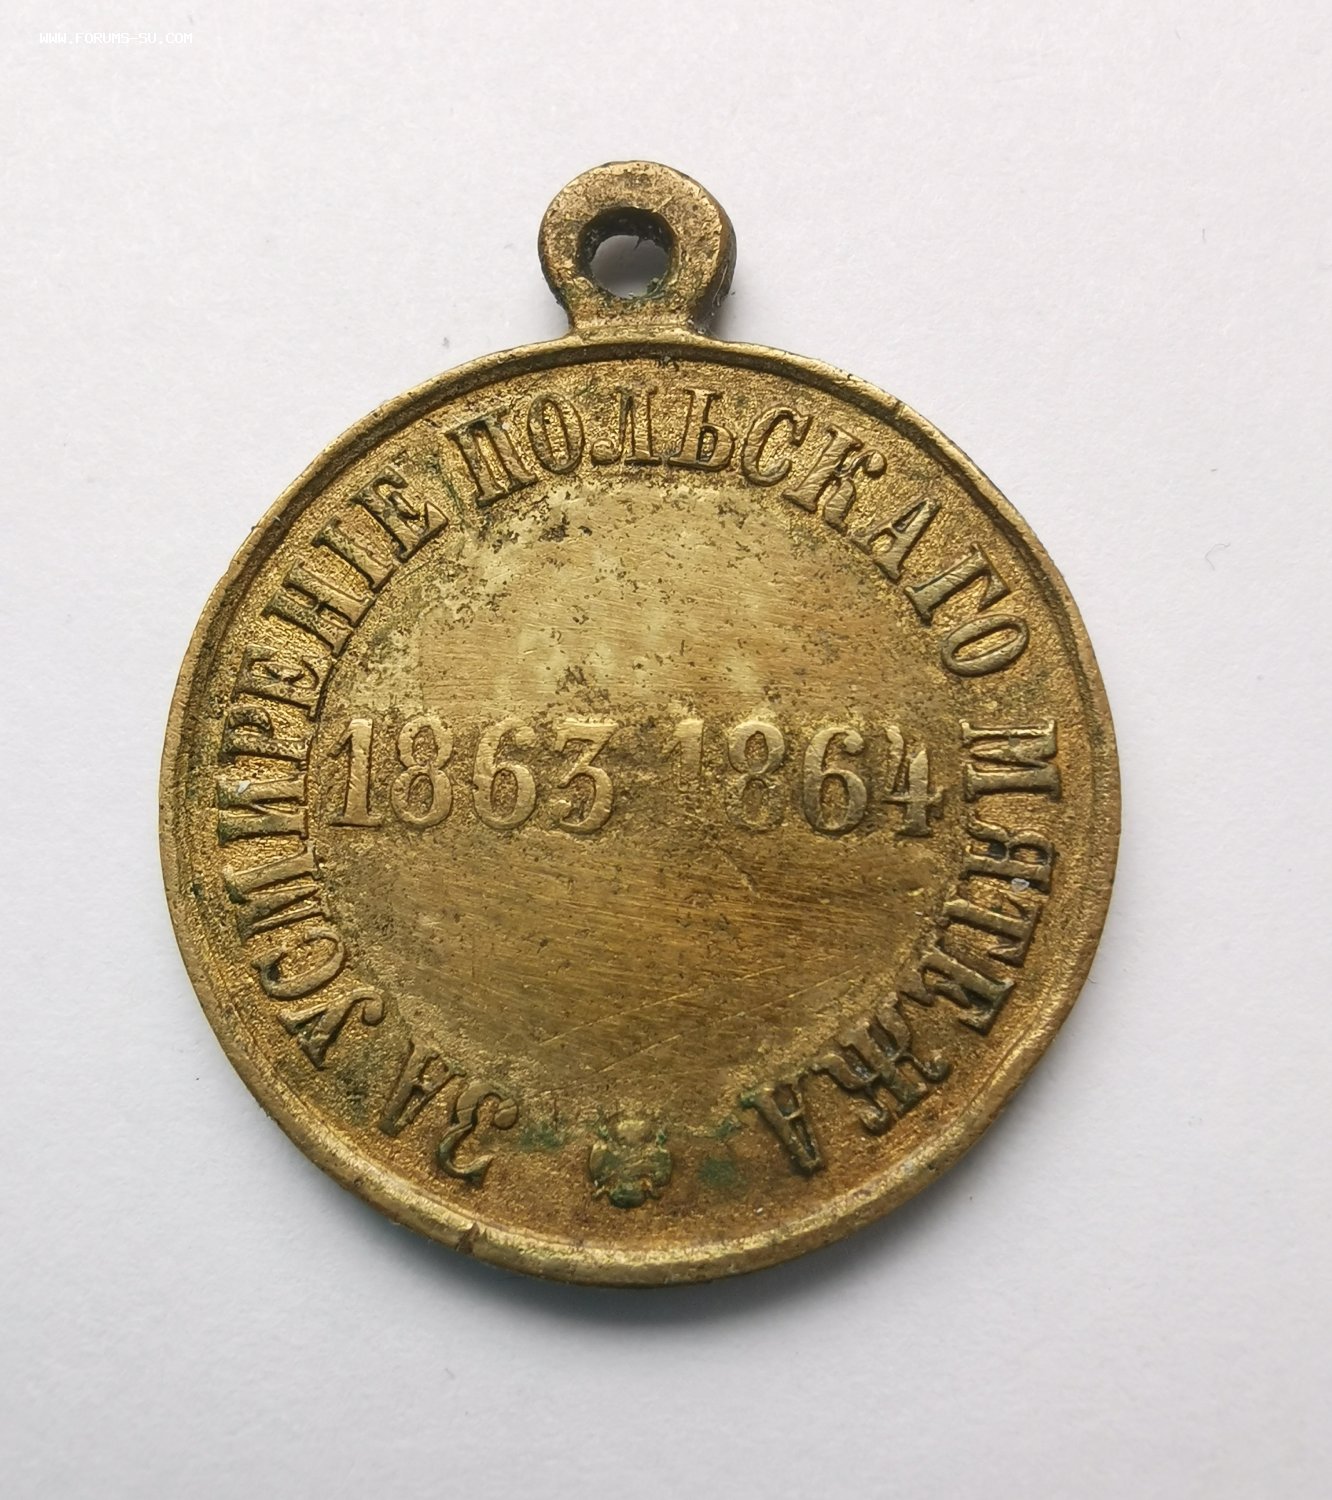 WWW.FORUMS-SU.COM
ЗА УСМИРЕНІЕ ПОЛЬСКАГО МЯТЕЖА
1863 1864